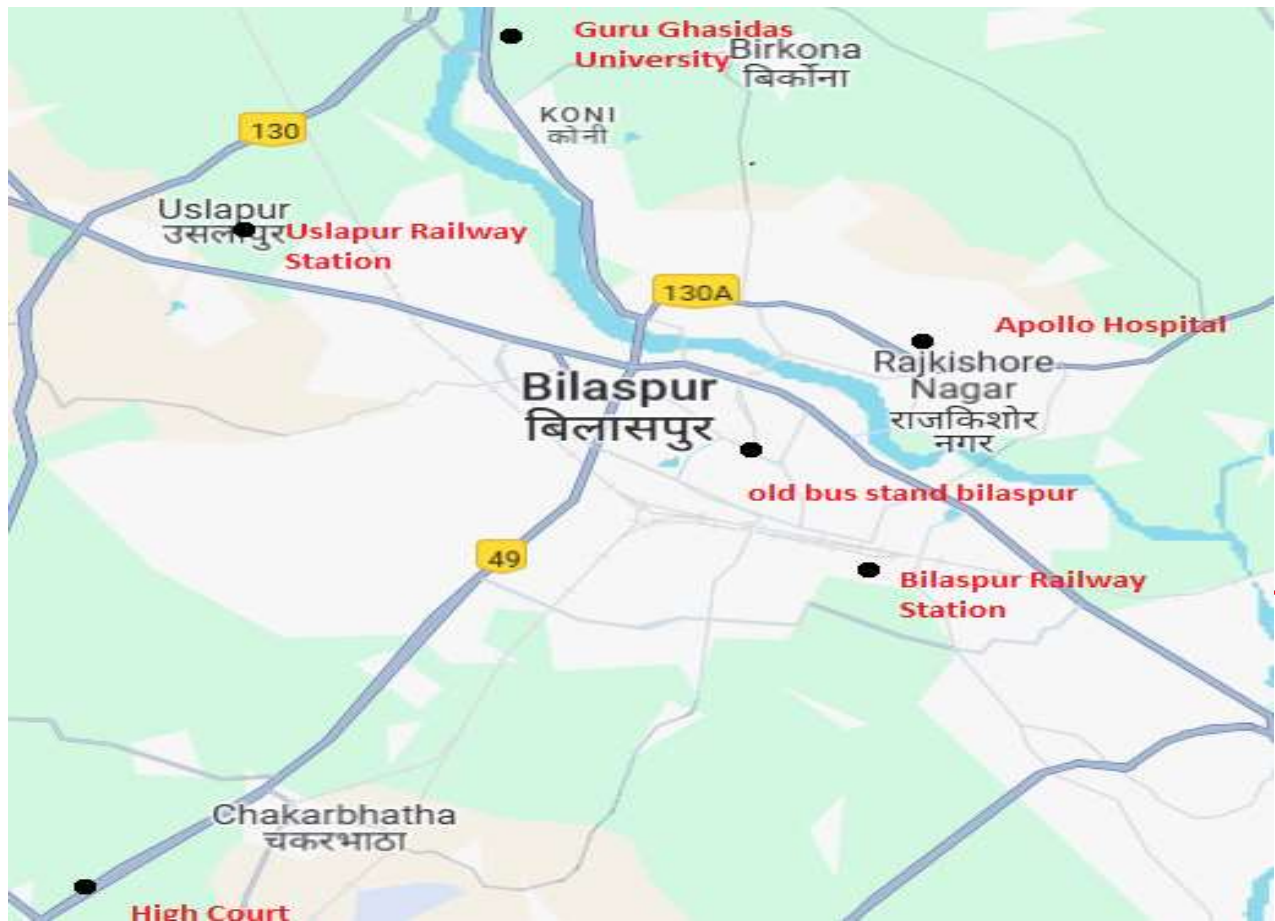 Guru Ghasidas
University
Birkona
बिर्कोना
KONI
कोनी
130
Uslapur
उसलापुर
Uslapur Railway
Station
130A
Apollo Hospital
Rajkishore
Nagar
राजकिशोर
नगर
Bilaspur
बिलासपुर
old bus stand bilaspur
49
Bilaspur Railway
Station
Chakarbhatha
चकरभाठा
High Court